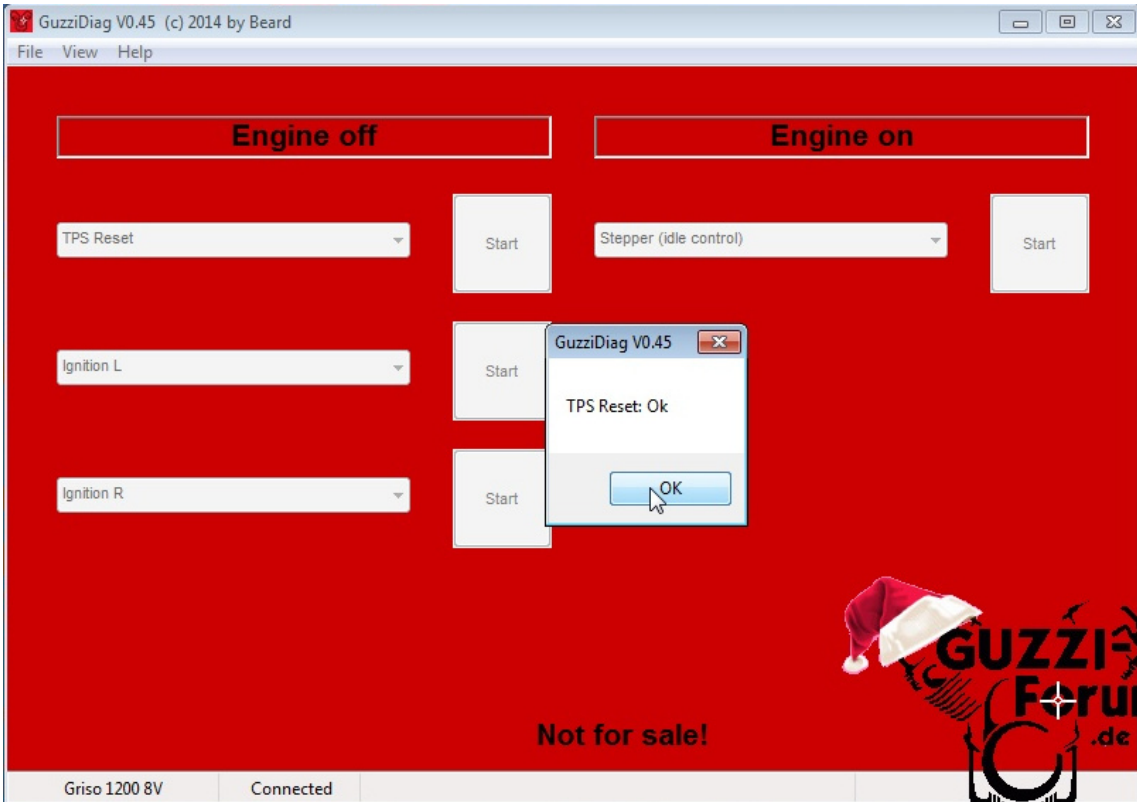 GuzziDiag V0.45 (c) 2014 by Beard
File View Help
Engine off
Engine on
TPS Reset
Start
Stepper (idle control)
Start
Ignition L
Start
GuzziDiag V0.45
TPS Reset: Ok
OK
Ignition R
Start
GUZZI-
Foru
.de
Not for sale!
Griso 1200 8V
Connected